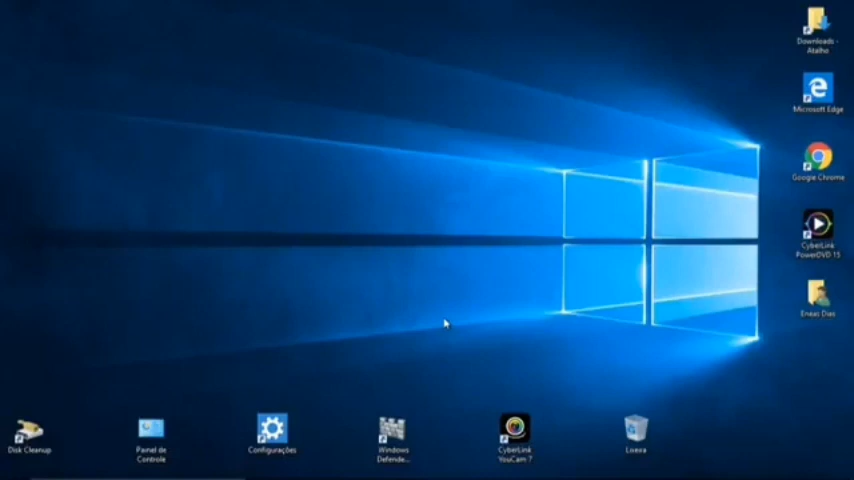 Downloads -
Atalho
Microsoft Edge
Google Chrome
CyberLink
PowerDVD 15
Enéas Dias
Disk Cleanup
Painel de
Controle
Configurações
Windows
Defende...
CyberLink
YouCam 7
Lixeira